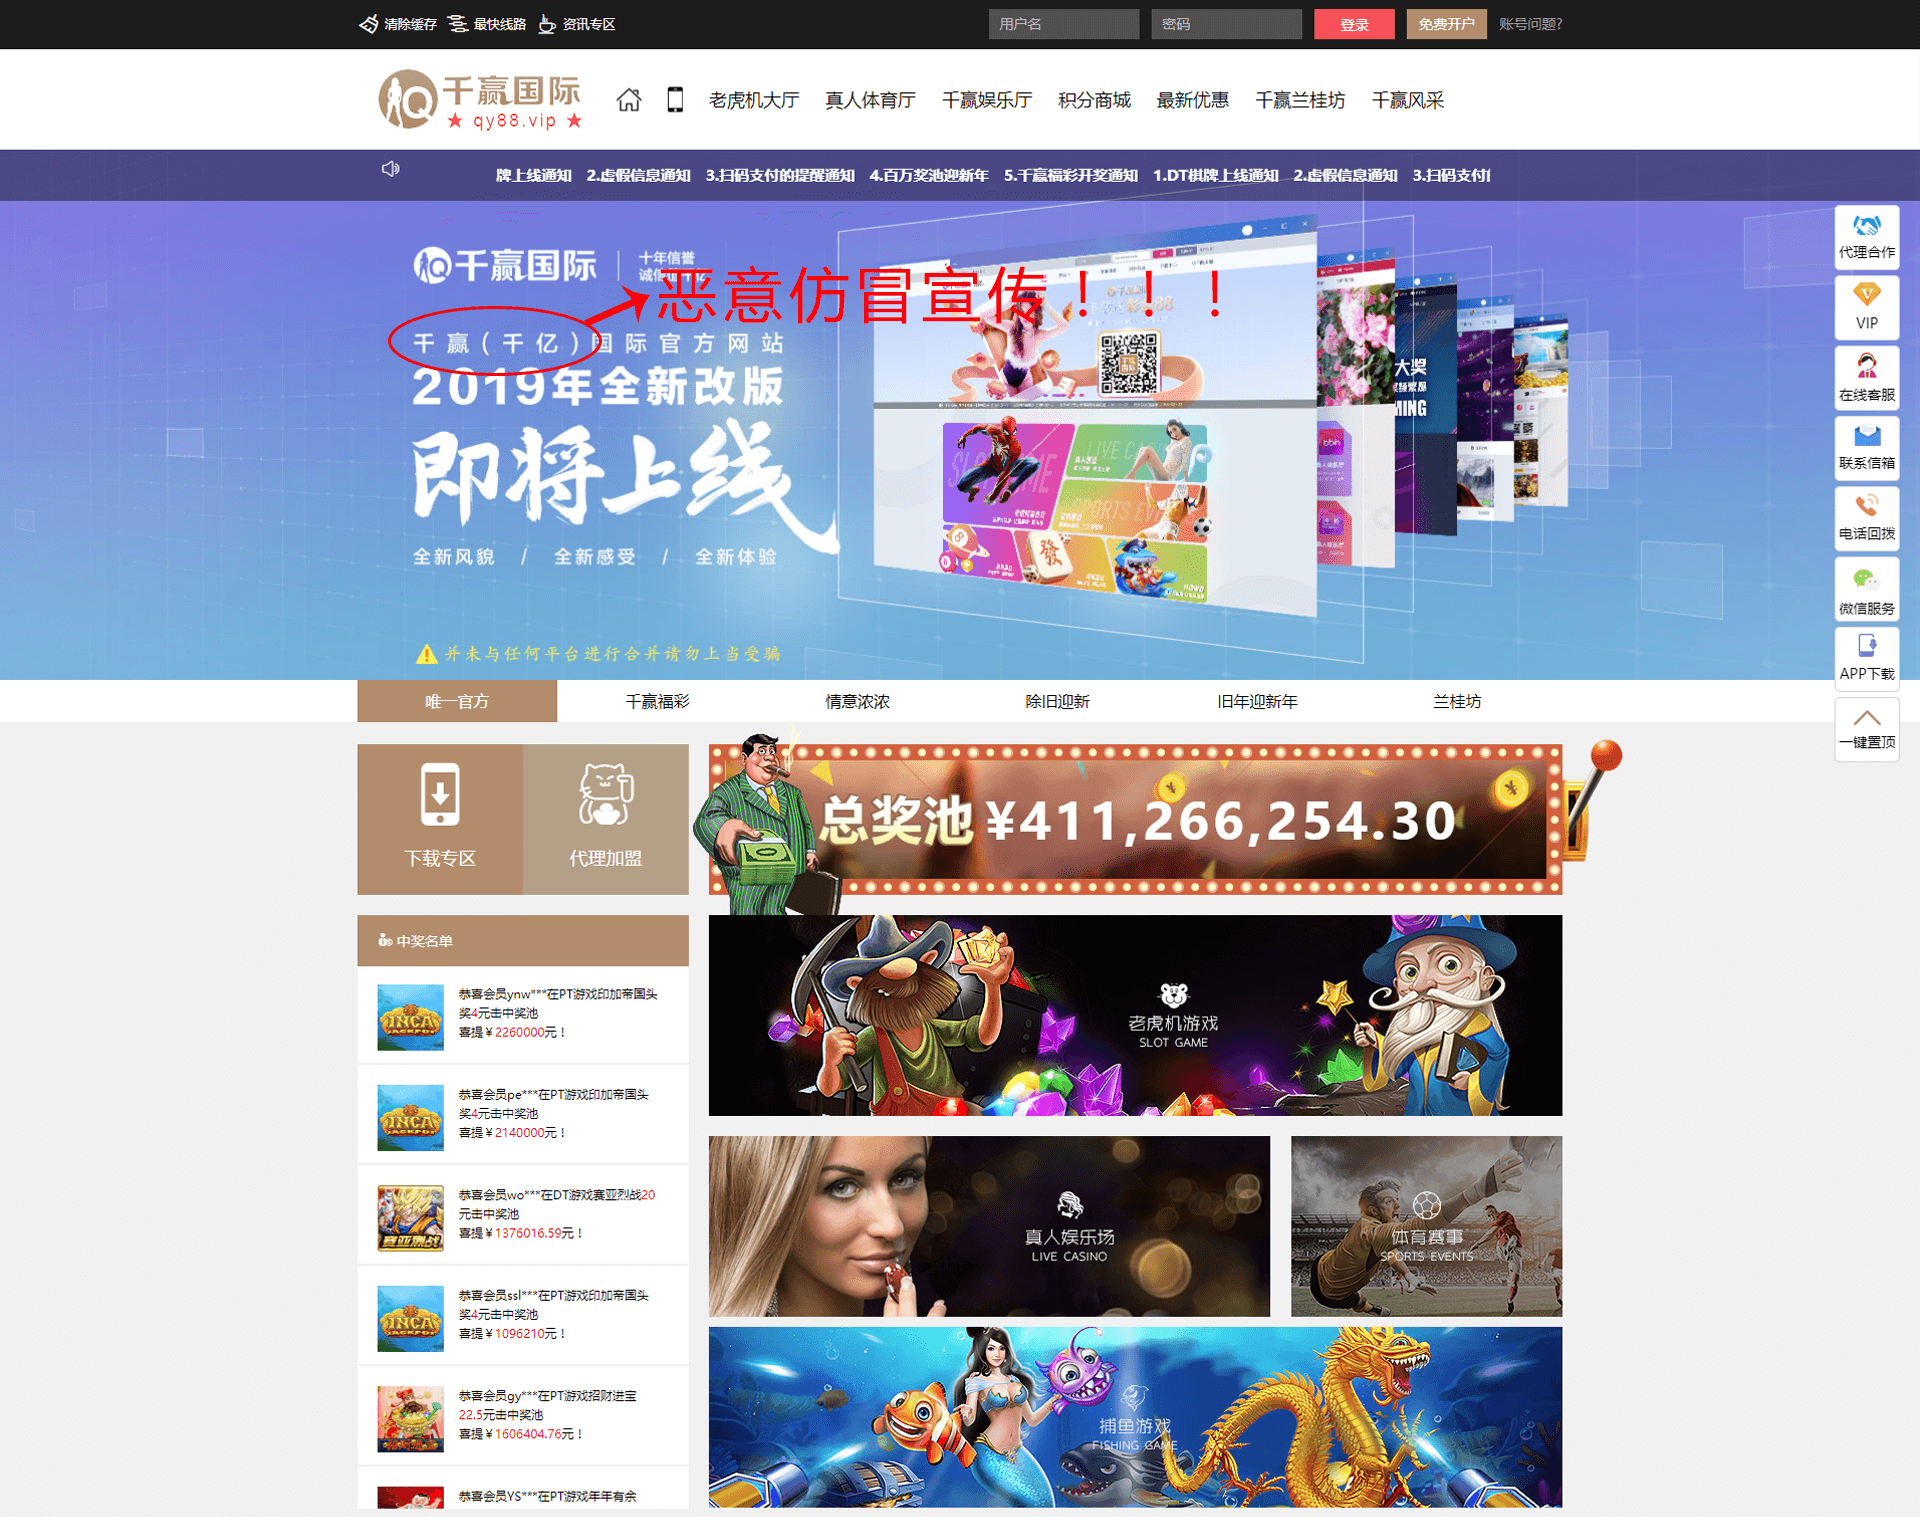 清除缓存 最快线路 资讯专区 用户名 密码 登录 免费开户 账号问题?
千赢国际
★ qy88.vip ★
老虎机大厅 真人体育厅 千赢娱乐厅 积分商城 最新优惠 千赢兰桂坊 千赢风采
牌上线通知 2.虚假信息通知 3.扫码支付的提醒通知 4.百万奖池迎新年 5.千赢福彩开奖通知 1.DT棋牌上线通知 2.虚假信息通知 3.扫码支付
千赢国际
十年信誉
恶意仿冒宣传！！！
千赢(千亿)国际官方网站
2019年全新改版
即将上线
全新风貌 / 全新感受 / 全新体验
并未与任何平台进行合并请勿上当受骗
大奖
MING
LIVE CASINO
發
代理合作
VIP
在线客服
联系信箱
电话回拨
微信服务
APP下载
一键置顶
唯一官方 千赢福彩 情意浓浓 除旧迎新 旧年迎新年 兰桂坊
下载专区 代理加盟
总奖池 ¥411,266,254.30
中奖名单
恭喜会员ynw***在PT游戏印加帝国头
奖4元击中奖池
喜提￥2260000元！
恭喜会员pe***在PT游戏印加帝国头
奖4元击中奖池
喜提￥2140000元！
恭喜会员wo***在DT游戏赛亚烈战20
元击中奖池
喜提￥1376016.59元！
恭喜会员ssl***在PT游戏印加帝国头
奖4元击中奖池
喜提￥1096210元！
恭喜会员gy***在PT游戏招财进宝
22.5元击中奖池
喜提￥1606404.76元！
恭喜会员YS***在PT游戏年年有余
INCA
JACKPOT
INCA
JACKPOT
赛亚烈战
INCA
JACKPOT
老虎机游戏
SLOT GAME
真人娱乐场
LIVE CASINO
体育赛事
SPORTS EVENTS
捕鱼游戏
FISHING GAME